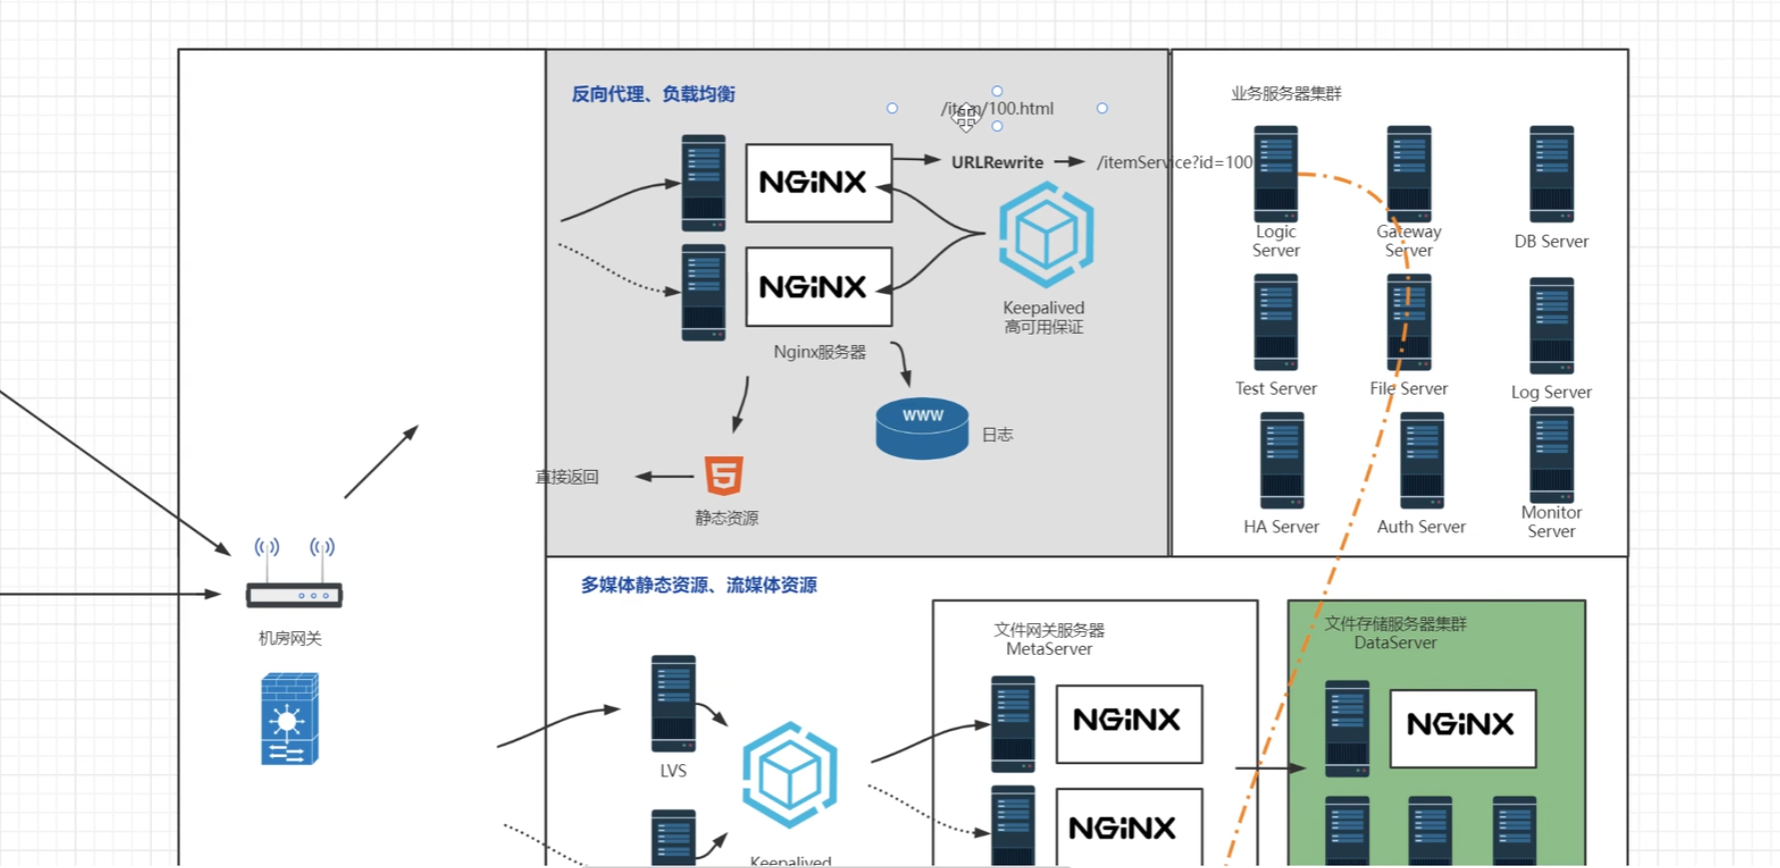 反向代理、负载均衡
/item/100.html
NGiNX
URLRewrite
/itemService?id=100
NGiNX
Keepalived
高可用保证
Nginx服务器
WWW
日志
直接返回
5
静态资源
业务服务器集群
Logic
Server
Gateway
Server
DB Server
Test Server
File Server
Log Server
HA Server
Auth Server
Monitor
Server
机房网关
多媒体静态资源、流媒体资源
LVS
Keepalived
文件网关服务器
MetaServer
NGiNX
NGiNX
文件存储服务器集群
DataServer
NGiNX